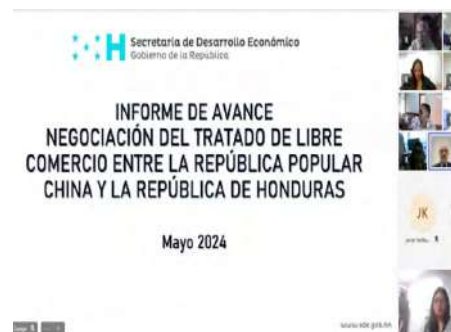 H Secretaría de Desarrollo Económico
Gobierno de la República
INFORME DE AVANCE
NEGOCIACIÓN DEL TRATADO DE LIBRE
COMERCIO ENTRE LA REPÚBLICA POPULAR
CHINA Y LA REPÚBLICA DE HONDURAS
Mayo 2024
JK